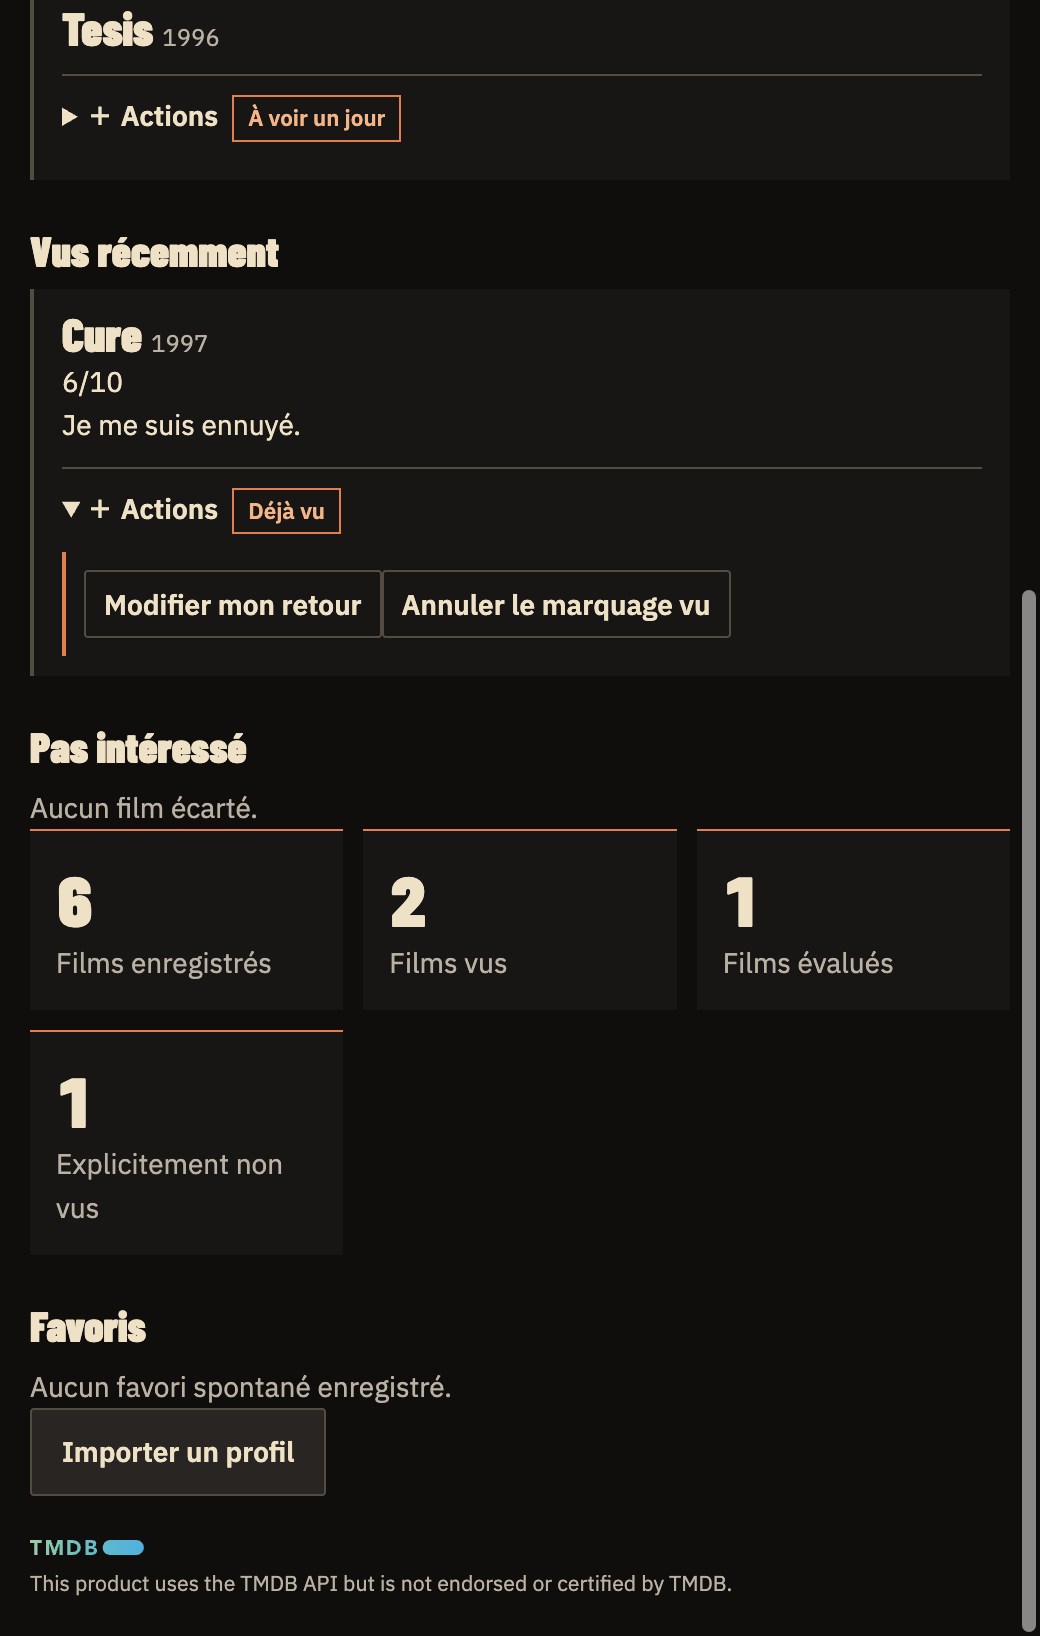 Tesis 1996
+ Actions À voir un jour
Vus récemment
Cure 1997
6/10
Je me suis ennuyé.
+ Actions Déjà vu
Modifier mon retour Annuler le marquage vu
Pas intéressé
Aucun film écarté.
6 2 1
Films enregistrés Films vus Films évalués
1
Explicitement non
vus
Favoris
Aucun favori spontané enregistré.
Importer un profil
TMDB
This product uses the TMDB API but is not endorsed or certified by TMDB.